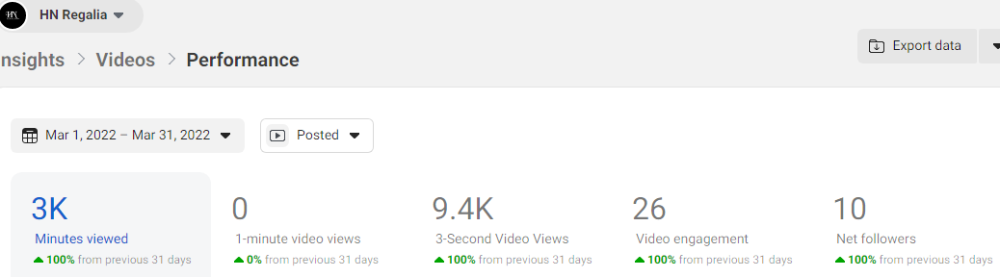 HN HN Regalia
nsights > Videos > Performance
Export data
Mar 1, 2022 – Mar 31, 2022
Posted
3K
Minutes viewed
100% from previous 31 days
0
1-minute video views
0% from previous 31 days
9.4K
3-Second Video Views
100% from previous 31 days
26
Video engagement
100% from previous 31 days
10
Net followers
100% from previous 31 days